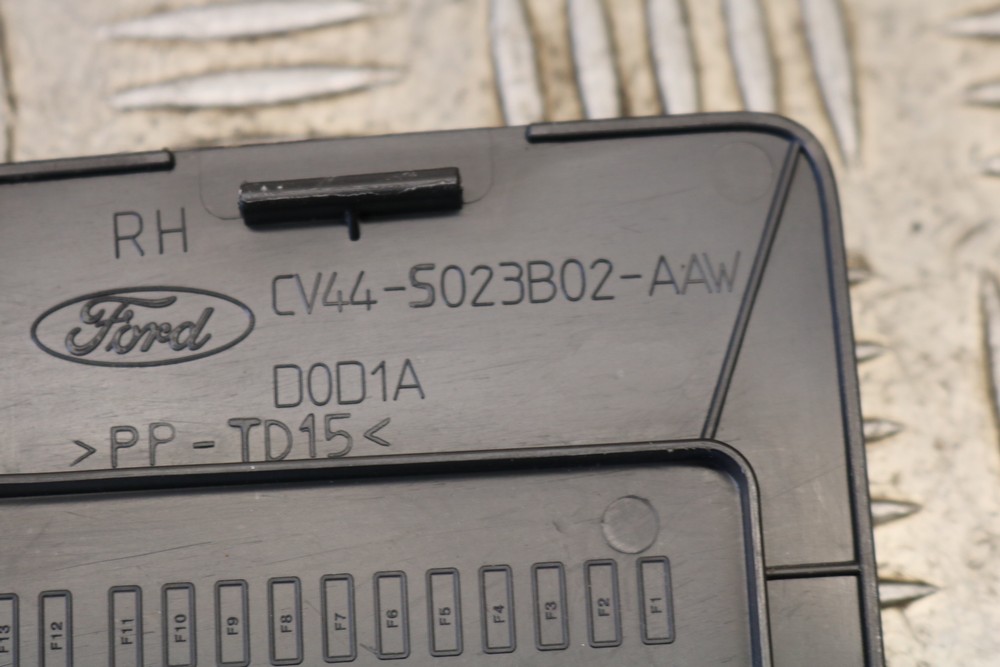 RH
Ford
CV44-S023B02-AAW
D0D1A
>PP-TD15<
F13 F12 F11 F10 F9 F8 F7 F6 F5 F4 F3 F2 F1